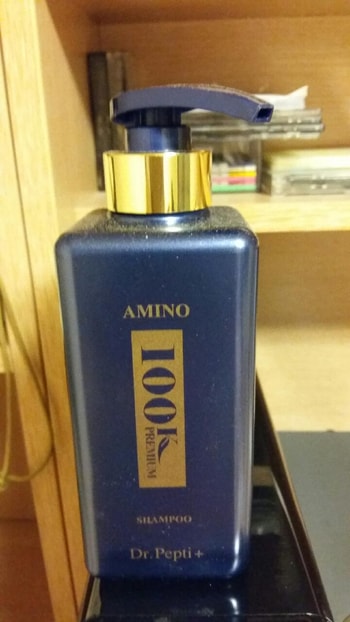 AMINO
100K
PREMIUM
SHAMPOO
Dr.Pepti+